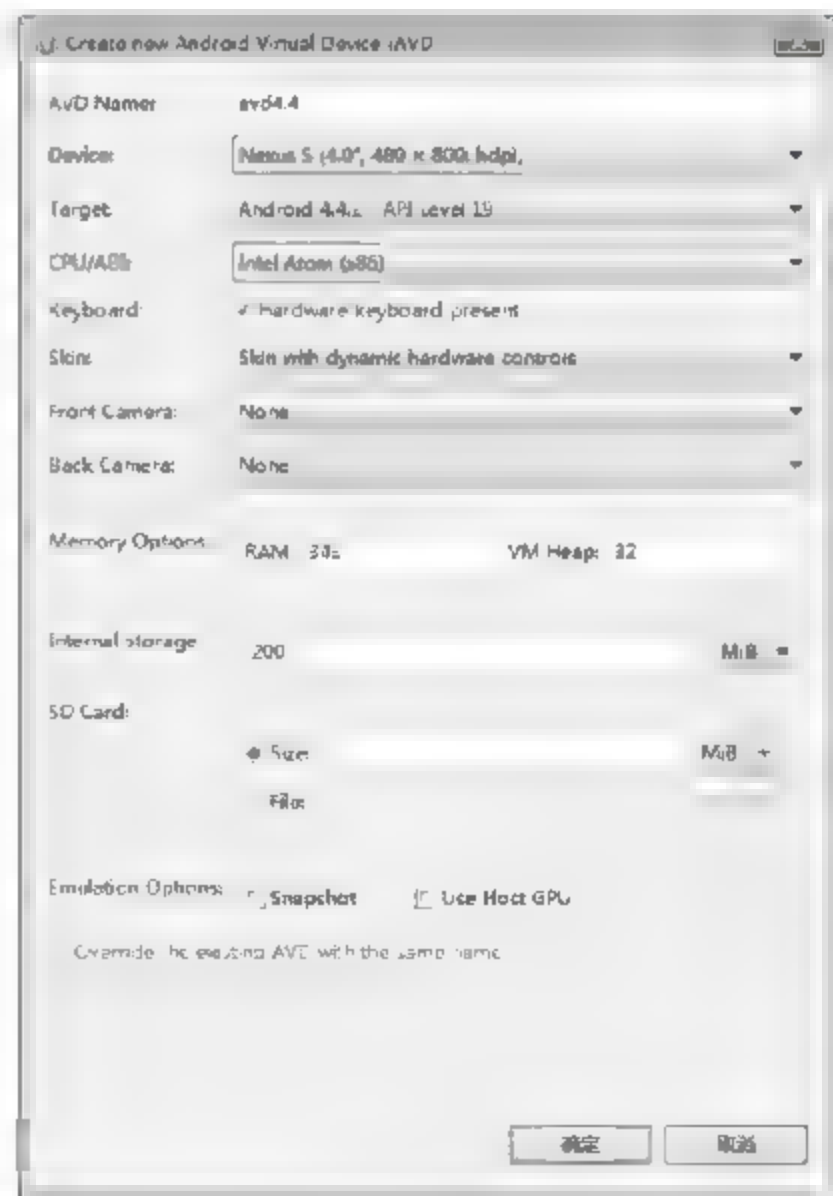 Create new Android Virtual Device (AVD)
AVD Name: avd4.4
Device: Nexus S (4.0", 480 × 800: hdpi)
Target: Android 4.4.2 - API Level 19
CPU/ABI: Intel Atom (x86)
Keyboard: ✓ Hardware keyboard present
Skin: Skin with dynamic hardware controls
Front Camera: None
Back Camera: None
Memory Options: RAM: VM Heap: 32
Internal Storage: 200 MiB
SD Card:
Size: MiB
File:
Emulation Options: Snapshot Use Host GPU
Override the existing AVD with the same name
确定 取消